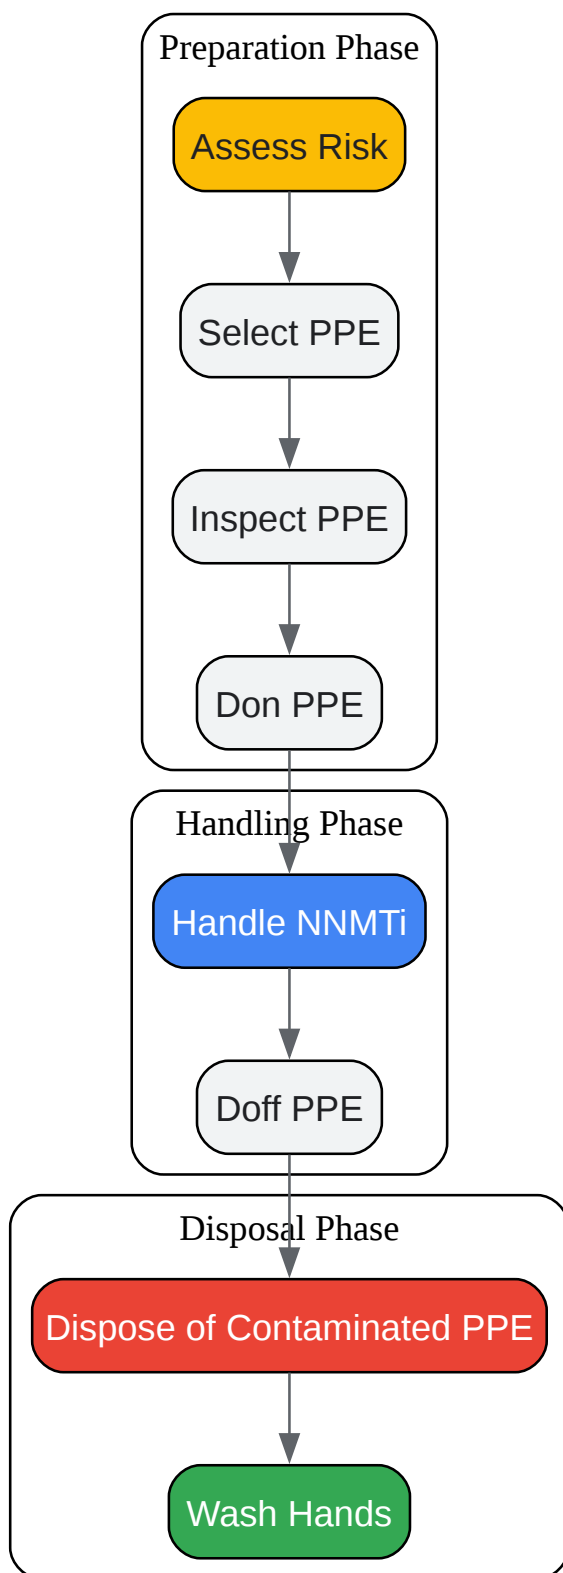 Preparation Phase
Assess Risk
Select PPE
Inspect PPE
Don PPE
Handling Phase
Handle NNMTi
Doff PPE
Disposal Phase
Dispose of Contaminated PPE
Wash Hands